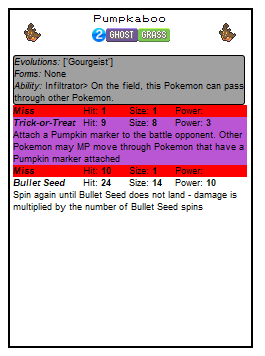 Pumpkaboo
2 GHOST GRASS
Evolutions: ['Gourgeist']
Forms: None
Ability: Infiltrator> On the field, this Pokemon can pass
through other Pokemon.
Miss Hit: 1 Size: 1 Power:
Trick-or-Treat Hit: 9 Size: 8 Power: 3
Attach a Pumpkin marker to the battle opponent. Other
Pokemon may MP move through Pokemon that have a
Pumpkin marker attached
Miss Hit: 10 Size: 1 Power:
Bullet Seed Hit: 24 Size: 14 Power: 10
Spin again until Bullet Seed does not land - damage is
multiplied by the number of Bullet Seed spins